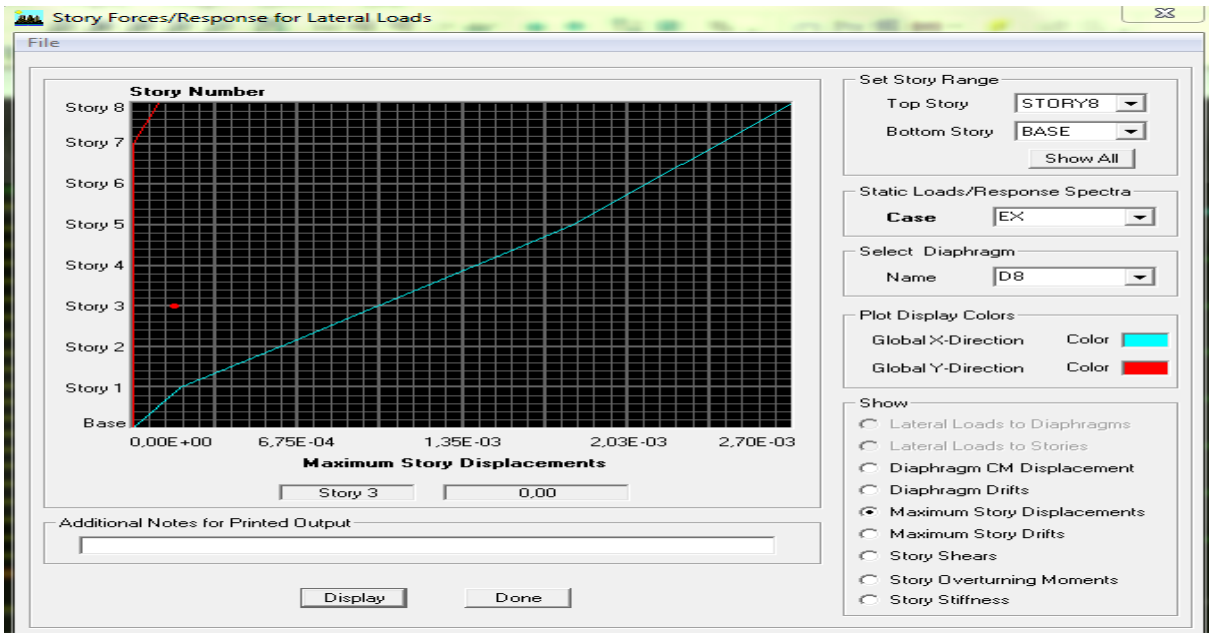 Story Forces/Response for Lateral Loads
File
Story Number
Story 8
Story 7
Story 6
Story 5
Story 4
Story 3
Story 2
Story 1
Base
0,00E+00 6,75E-04 1,35E-03 2,03E-03 2,70E-03
Maximum Story Displacements
Story 3 0,00
Additional Notes for Printed Output
Display Done
Set Story Range
Top Story STORY8
Bottom Story BASE
Show All
Static Loads/Response Spectra
Case EX
Select Diaphragm
Name D8
Plot Display Colors
Global X-Direction Color
Global Y-Direction Color
Show
Lateral Loads to Diaphragms
Lateral Loads to Stories
Diaphragm CM Displacement
Diaphragm Drifts
Maximum Story Displacements
Maximum Story Drifts
Story Shears
Story Overturning Moments
Story Stiffness